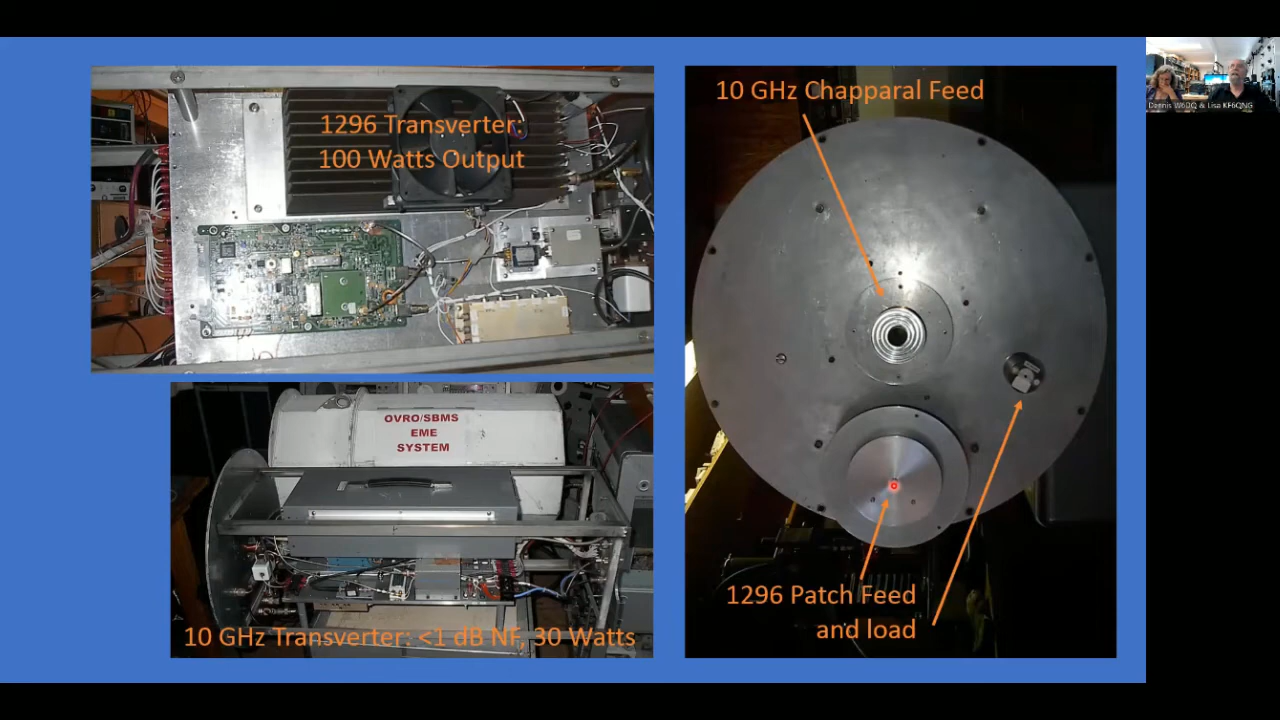 1296 Transverter:
100 Watts Output
10 GHz Chapparal Feed
OVRO/SBMS
EME
SYSTEM
10 GHz Transverter: <1 dB NF, 30 Watts
1296 Patch Feed
and load
Dennis W6DQ & Lisa KF6QNG